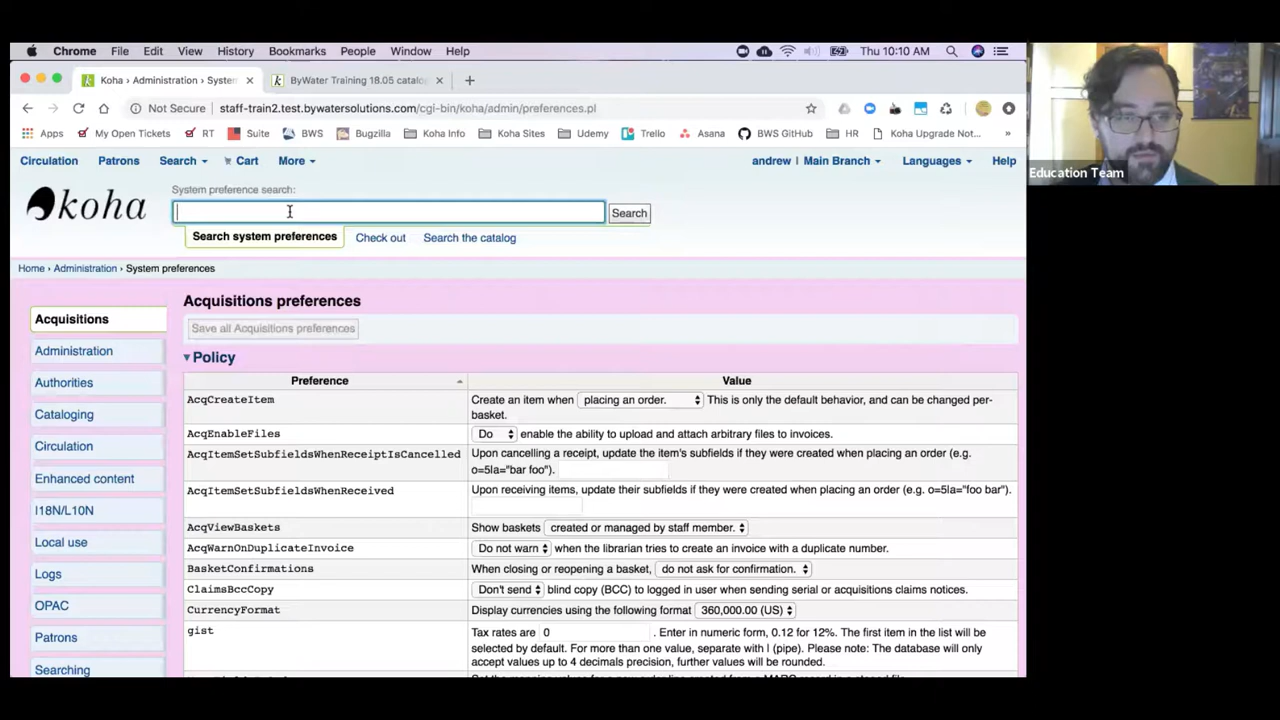 Chrome File Edit View History Bookmarks People Window Help Thu 10:10 AM
Koha › Administration › System × ByWater Training 18.05 catalo × +
Not Secure staff-train2.test.bywatersolutions.com/cgi-bin/koha/admin/preferences.pl
Apps My Open Tickets RT Suite BWS Bugzilla Koha Info Koha Sites Udemy Trello Asana BWS GitHub HR Koha Upgrade Not... »
Circulation Patrons Search Cart More andrew | Main Branch Languages Help
Education Team
System preference search:
koha
Search
Search system preferences Check out Search the catalog
Home › Administration › System preferences
Acquisitions preferences
Acquisitions
Save all Acquisitions preferences
Administration
Policy
Preference Value
Authorities
AcqCreateItem Create an item when placing an order. This is only the default behavior, and can be changed per-
basket.
Cataloging
AcqEnableFiles Do enable the ability to upload and attach arbitrary files to invoices.
Circulation
AcqItemSetSubfieldsWhenReceiptIsCancelled Upon cancelling a receipt, update the item's subfields if they were created when placing an order (e.g.
o=5|a="bar foo").
Enhanced content
AcqItemSetSubfieldsWhenReceived Upon receiving items, update their subfields if they were created when placing an order (e.g. o=5|a="foo bar").
I18N/L10N
AcqViewBaskets Show baskets created or managed by staff member.
Local use
AcqWarnOnDuplicateInvoice Do not warn when the librarian tries to create an invoice with a duplicate number.
BasketConfirmations When closing or reopening a basket, do not ask for confirmation.
Logs
ClaimsBccCopy Don't send blind copy (BCC) to logged in user when sending serial or acquisitions claims notices.
OPAC
CurrencyFormat Display currencies using the following format 360,000.00 (US)
gist Tax rates are 0 . Enter in numeric form, 0.12 for 12%. The first item in the list will be
selected by default. For more than one value, separate with | (pipe). Please note: The database will only
accept values up to 4 decimals precision, further values will be rounded.
Patrons
Searching